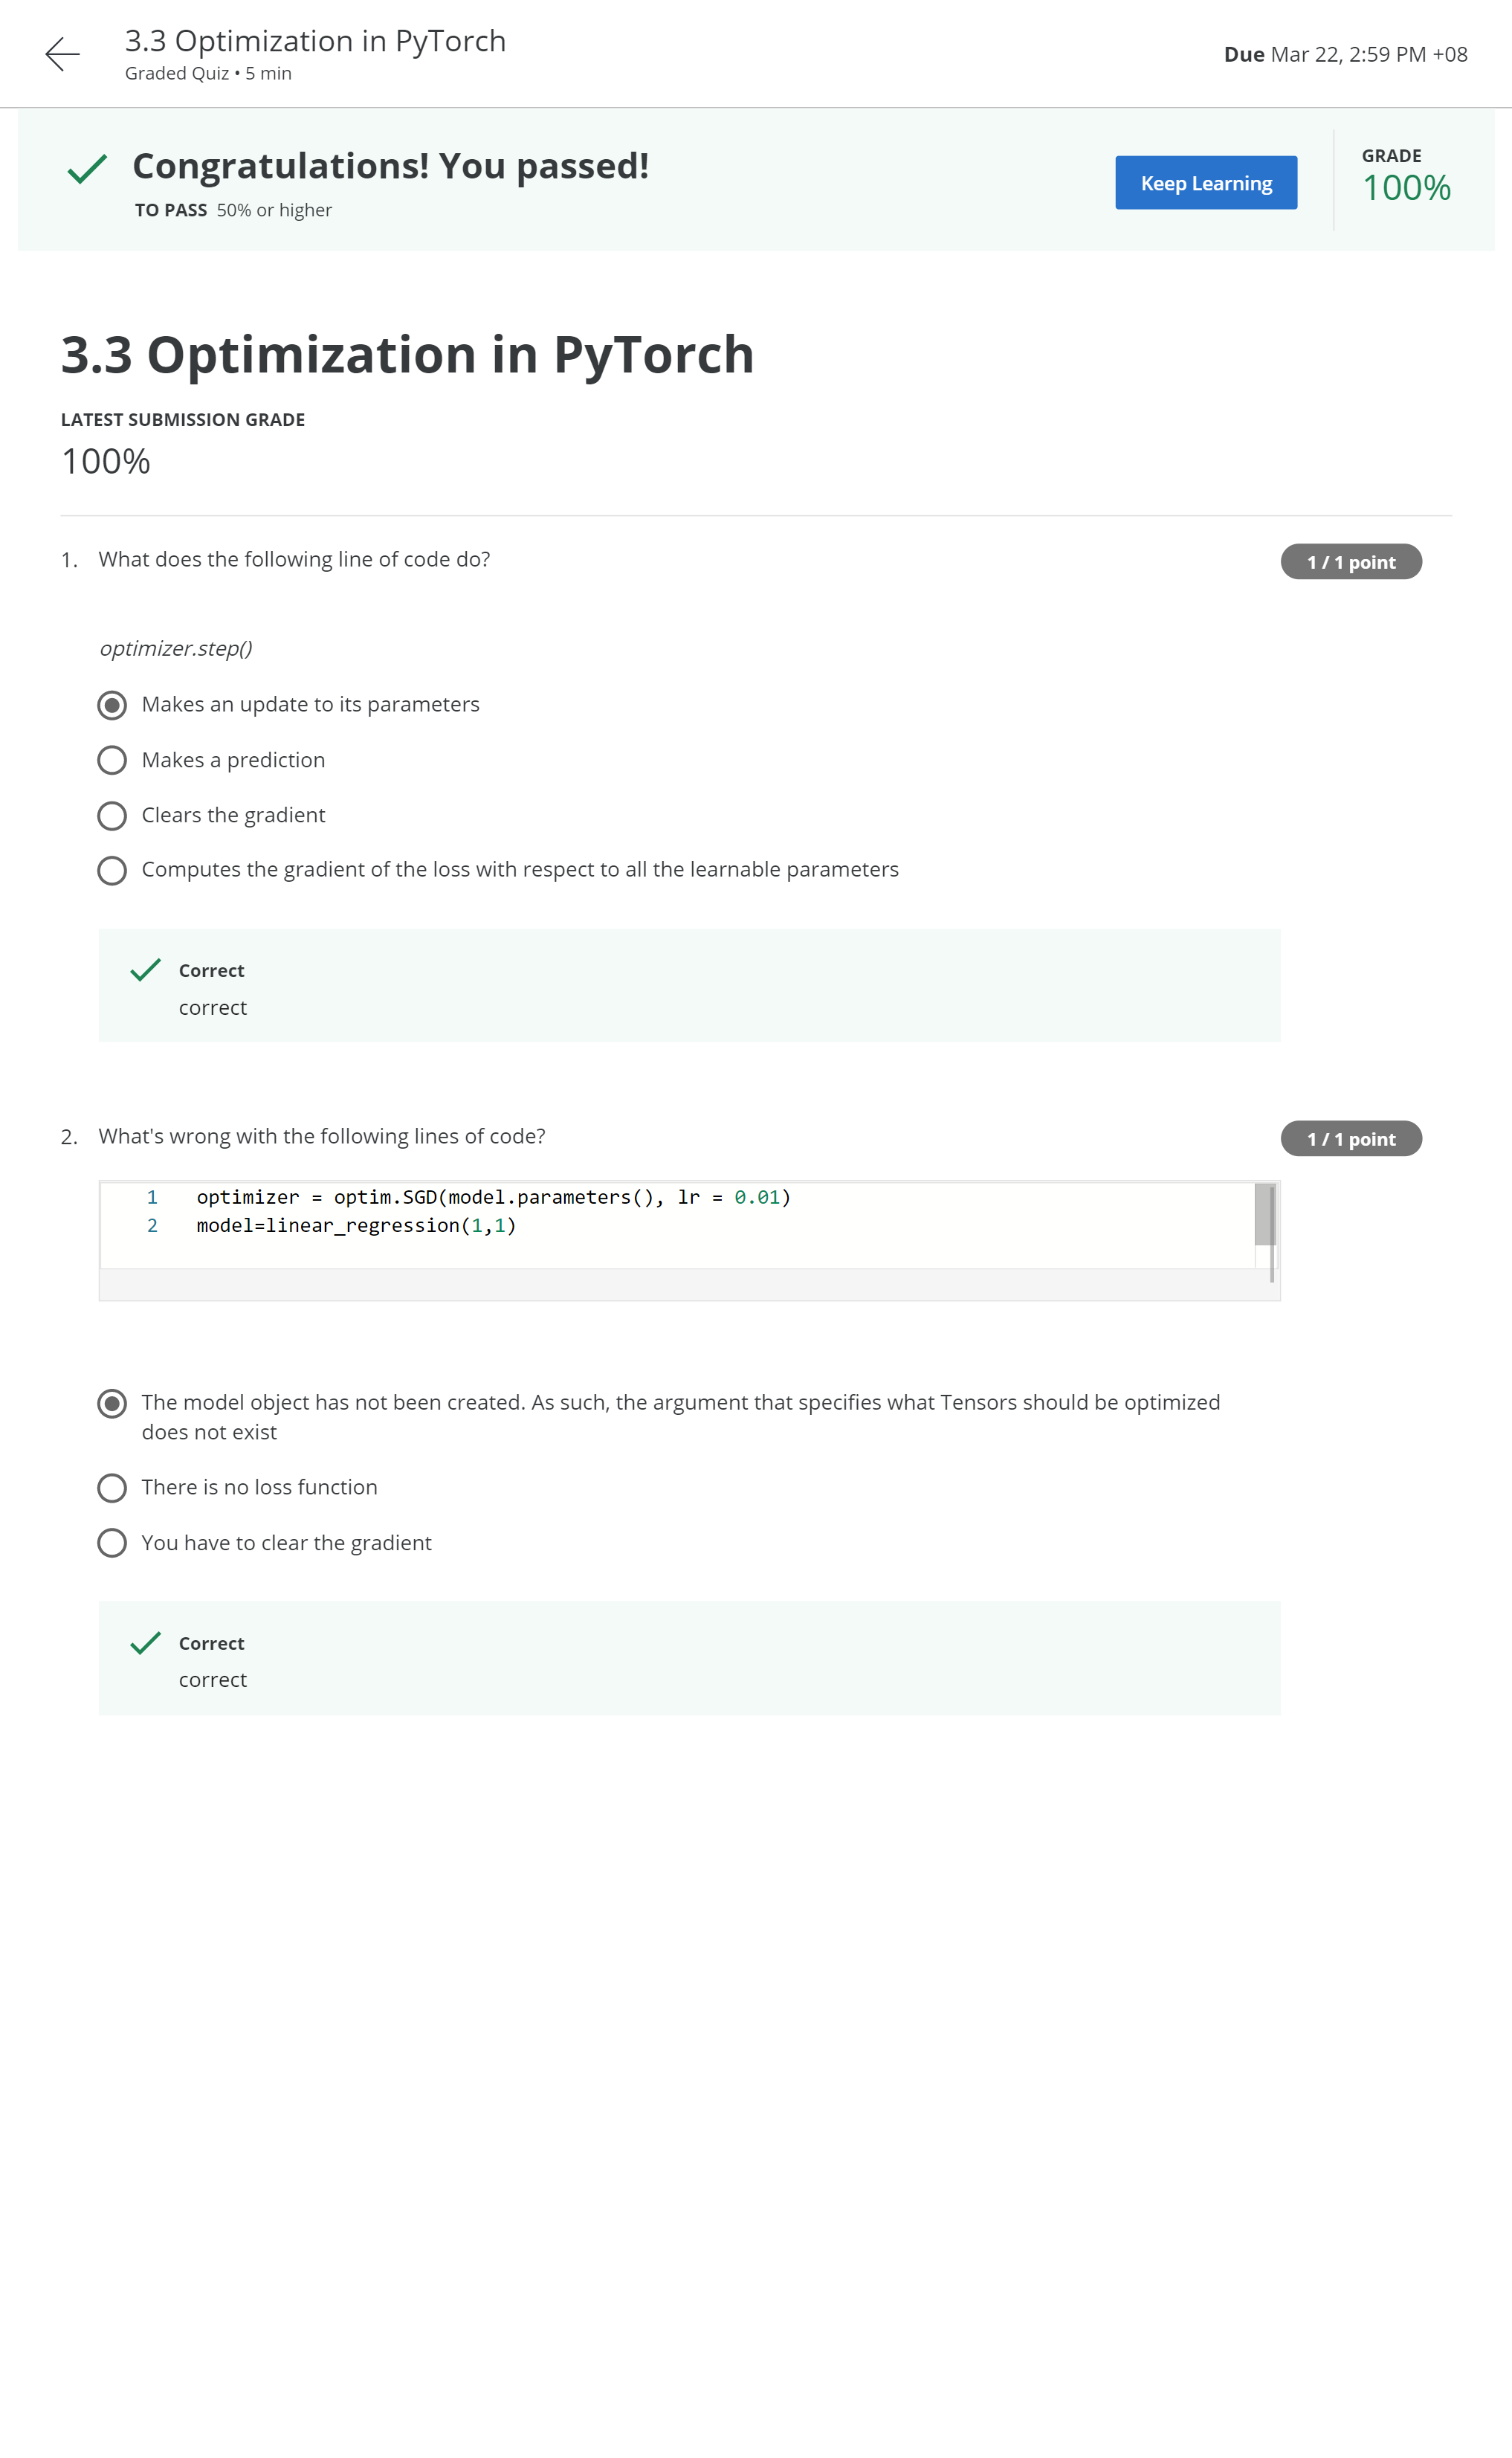 3.3 Optimization in PyTorch
Graded Quiz • 5 min
Due Mar 22, 2:59 PM +08
Congratulations! You passed!
TO PASS 50% or higher
Keep Learning
GRADE
100%
3.3 Optimization in PyTorch
LATEST SUBMISSION GRADE
100%
1. What does the following line of code do?
1 / 1 point
optimizer.step()
Makes an update to its parameters
Makes a prediction
Clears the gradient
Computes the gradient of the loss with respect to all the learnable parameters
Correct
correct
2. What's wrong with the following lines of code?
1 / 1 point
1 optimizer = optim.SGD(model.parameters(), lr = 0.01)
2 model=linear_regression(1,1)
The model object has not been created. As such, the argument that specifies what Tensors should be optimized
does not exist
There is no loss function
You have to clear the gradient
Correct
correct